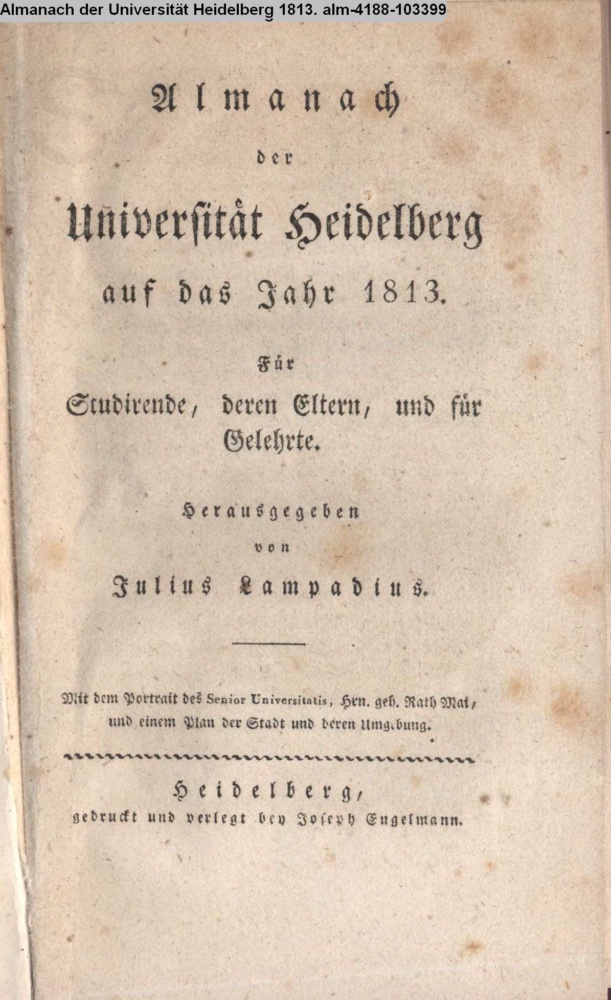 Almanach der Universität Heidelberg 1813. alm-4188-103399
Almanach
der
Universität Heidelberg
auf das Jahr 1813.
Für
Studirende, deren Eltern, und für
Gelehrte.
Herausgegeben
von
Julius Lampadius.
Mit dem Portrait des Senior Universitatis, Hrn. geh. Rath Mai,
und einem Plan der Stadt und deren Umgebung.
Heidelberg,
gedruckt und verlegt bey Joseph Engelmann.